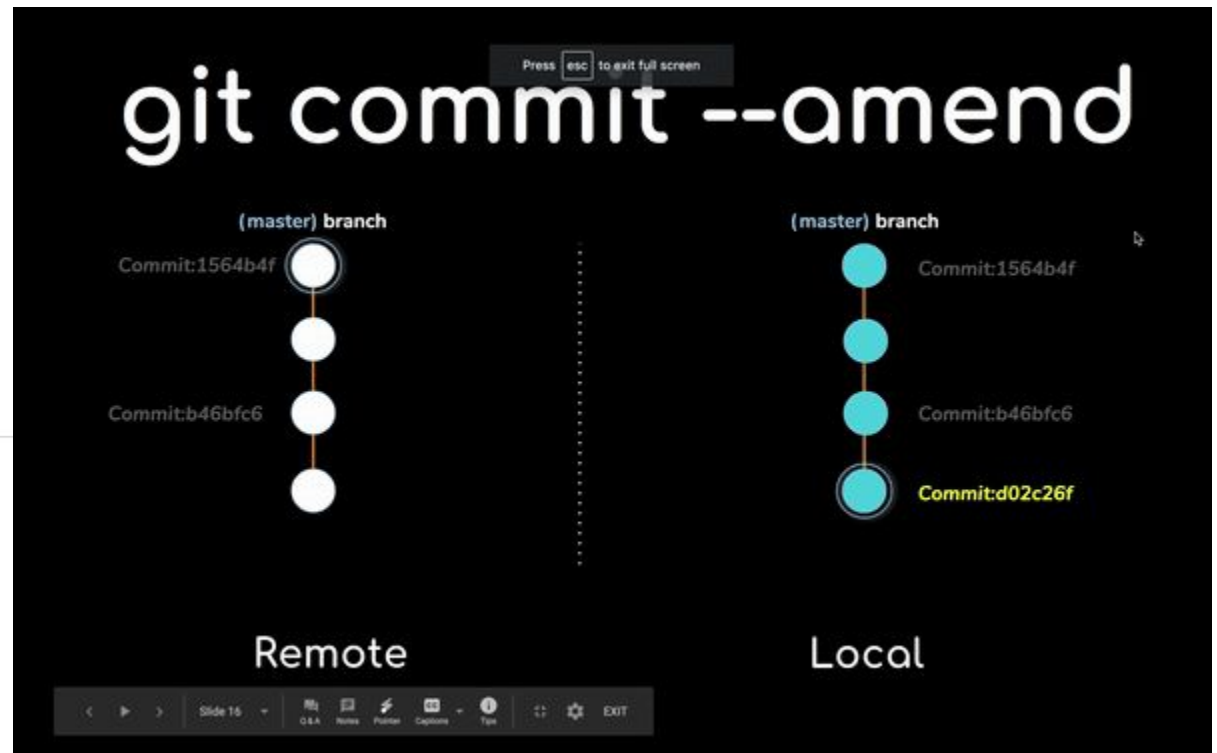 Press esc to exit full screen
git commit --amend
(master) branch
(master) branch
Commit:1564b4f
Commit:1564b4f
Commit:b46bfc6
Commit:b46bfc6
Commit:d02c26f
Remote
Local
Slide 16
Q&A
Notes
Pointer
Captions
Tips
EXIT